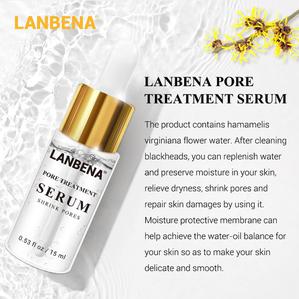 LANBENA
LANBENA PORE
TREATMENT SERUM
The product contains hamamelis
virginiana flower water. After cleaning
blackheads, you can replenish water
and preserve moisture in your skin,
relieve dryness, shrink pores and
repair skin damages by using it.
Moisture protective membrane can
help achieve the water-oil balance for
your skin so as to make your skin
delicate and smooth.
LANBENA
PORE TREATMENT
SERUM
SHRINK PORES
0.53 fl oz / 15 ml